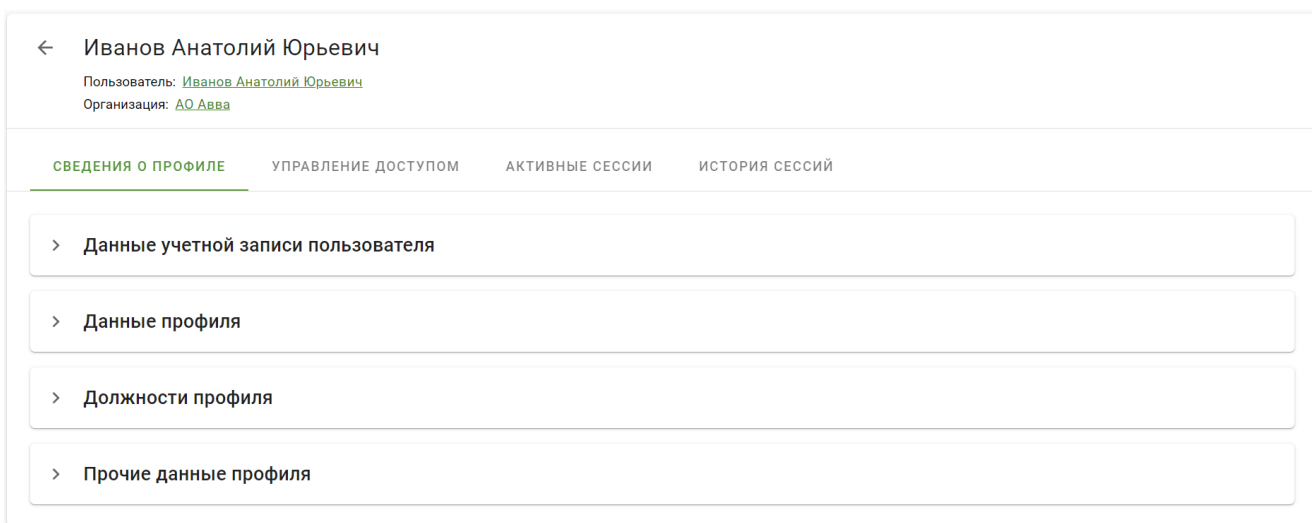 Иванов Анатолий Юрьевич
Пользователь: Иванов Анатолий Юрьевич
Организация: АО Авва
СВЕДЕНИЯ О ПРОФИЛЕ УПРАВЛЕНИЕ ДОСТУПОМ АКТИВНЫЕ СЕССИИ ИСТОРИЯ СЕССИЙ
Данные учетной записи пользователя
Данные профиля
Должности профиля
Прочие данные профиля